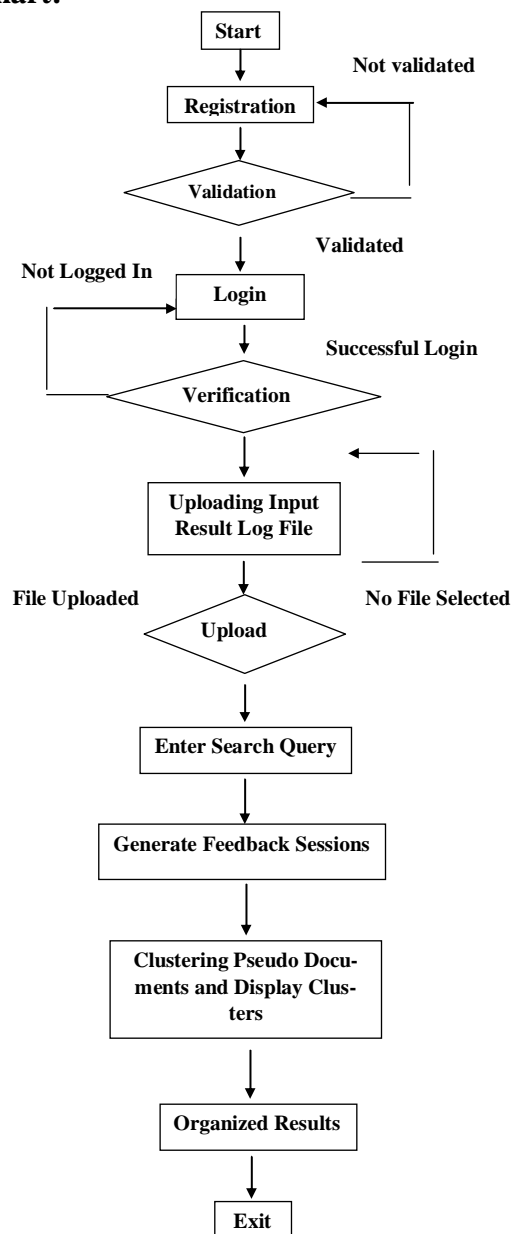 Start
Not validated
Registration
Validation
Validated
Not Logged In
Login
Successful Login
Verification
Uploading Input
Result Log File
File Uploaded
No File Selected
Upload
Enter Search Query
Generate Feedback Sessions
Clustering Pseudo Docu-
ments and Display Clus-
ters
Organized Results
Exit